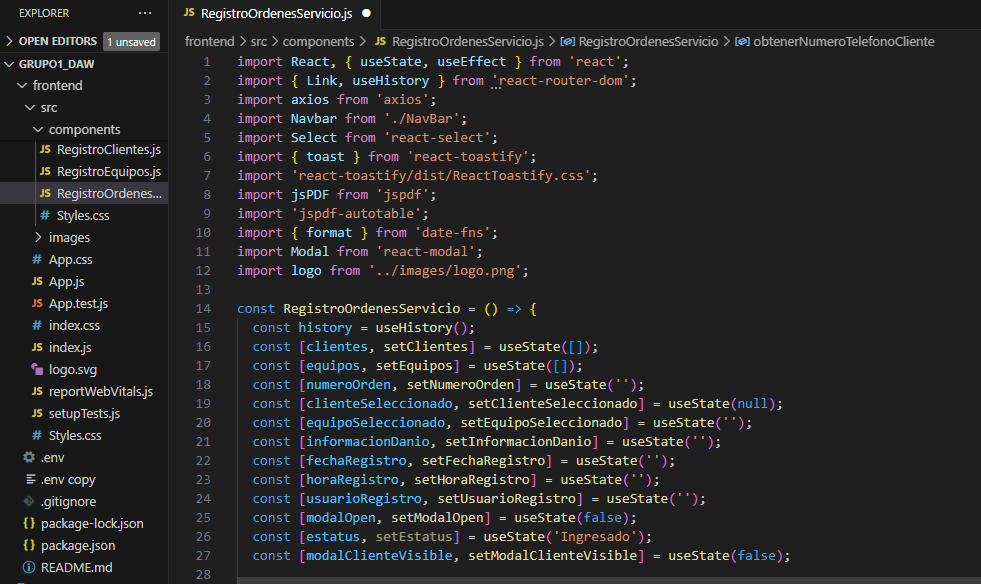 EXPLORER ...
OPEN EDITORS 1 unsaved
GRUPO1_DAW
frontend
src
components
JS RegistroClientes.js
JS RegistroEquipos.js
JS RegistroOrdenes...
# Styles.css
images
# App.css
JS App.js
JS App.test.js
# index.css
JS index.js
logo.svg
JS reportWebVitals.js
JS setupTests.js
# Styles.css
.env
.env copy
.gitignore
{} package-lock.json
{} package.json
README.md
JS RegistroOrdenesServicio.js
frontend > src > components > JS RegistroOrdenesServicio.js > RegistroOrdenesServicio > obtenerNumeroTelefonoCliente
1 import React, { useState, useEffect } from 'react';
2 import { Link, useHistory } from 'react-router-dom';
3 import axios from 'axios';
4 import Navbar from './NavBar';
5 import Select from 'react-select';
6 import { toast } from 'react-toastify';
7 import 'react-toastify/dist/ReactToastify.css';
8 import jsPDF from 'jspdf';
9 import 'jspdf-autotable';
10 import { format } from 'date-fns';
11 import Modal from 'react-modal';
12 import logo from '../images/logo.png';
13
14 const RegistroOrdenesServicio = () => {
15 const history = useHistory();
16 const [clientes, setClientes] = useState([]);
17 const [equipos, setEquipos] = useState([]);
18 const [numeroOrden, setNumeroOrden] = useState('');
19 const [clienteSeleccionado, setClienteSeleccionado] = useState(null);
20 const [equipoSeleccionado, setEquipoSeleccionado] = useState('');
21 const [informacionDanio, setInformacionDanio] = useState('');
22 const [fechaRegistro, setFechaRegistro] = useState('');
23 const [horaRegistro, setHoraRegistro] = useState('');
24 const [usuarioRegistro, setUsuarioRegistro] = useState('');
25 const [modalOpen, setModalOpen] = useState(false);
26 const [estatus, setEstatus] = useState('Ingresado');
27 const [modalClienteVisible, setModalClienteVisible] = useState(false);
28